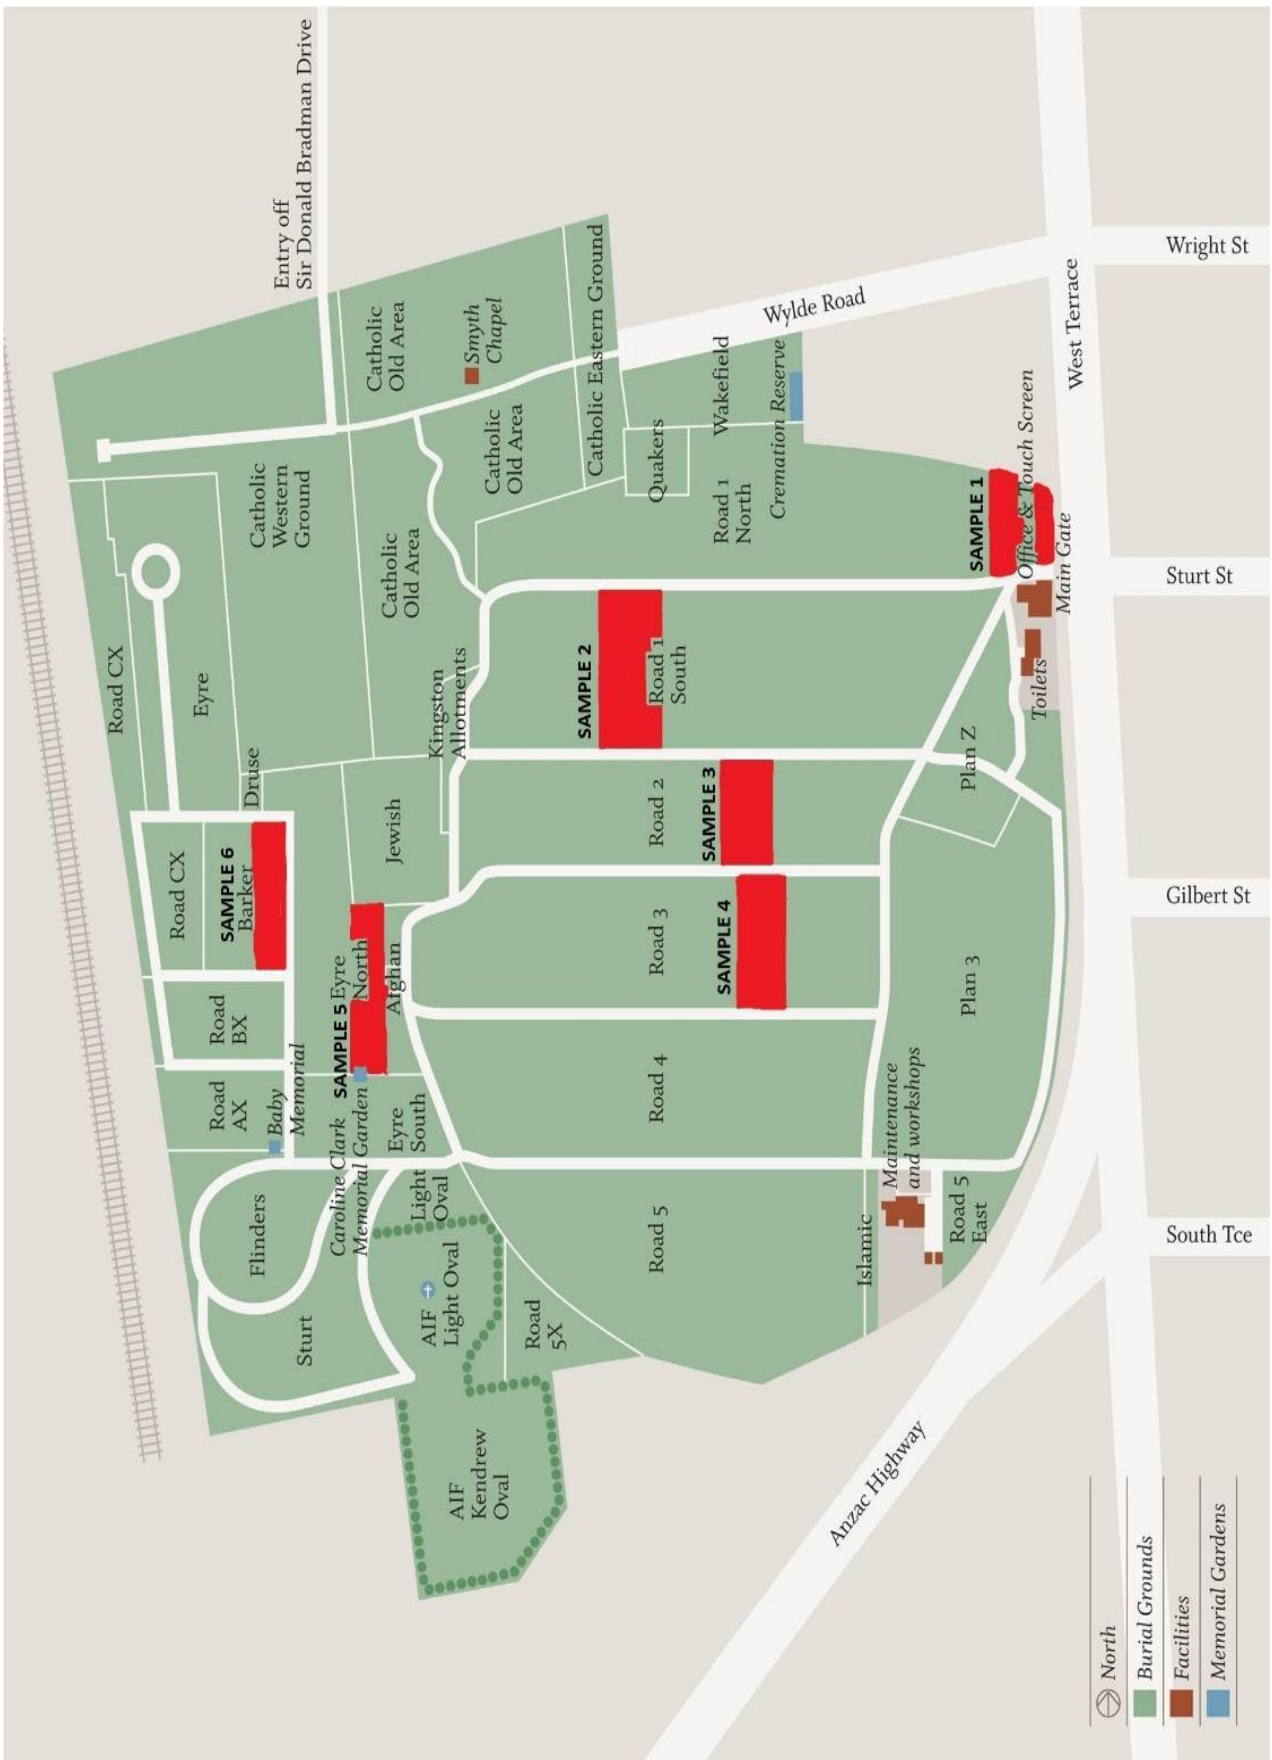 Entry off
Sir Donald Bradman Drive
Road CX
Eyre
Druse
Catholic
Western
Ground
Catholic
Old Area
Smyth
Chapel
Catholic
Old Area
Catholic
Old Area
Catholic Eastern Ground
Kingston
Allotments
Quakers
Wakefield
Cremation Reserve
Road 1
North
Wylde Road
West Terrace
Wright St
Sturt St
Gilbert St
South Tce
SAMPLE 1
Office & Touch Screen
Main Gate
Toilets
SAMPLE 2
Road 1
South
SAMPLE 3
Road 2
SAMPLE 4
Road 3
Road 4
Road 5
Plan Z
Plan 3
Jewish
Road CX
SAMPLE 6
Barker
SAMPLE 5
Eyre
North
Afghan
Road
BX
Road
AX
Baby
Memorial
Caroline Clark
Memorial Garden
Eyre
South
Light
Oval
Flinders
Sturt
AIF
Light Oval
Road
5X
AIF
Kendrew
Oval
Islamic
Maintenance
and workshops
Road 5
East
Anzac Highway
North
Burial Grounds
Facilities
Memorial Gardens